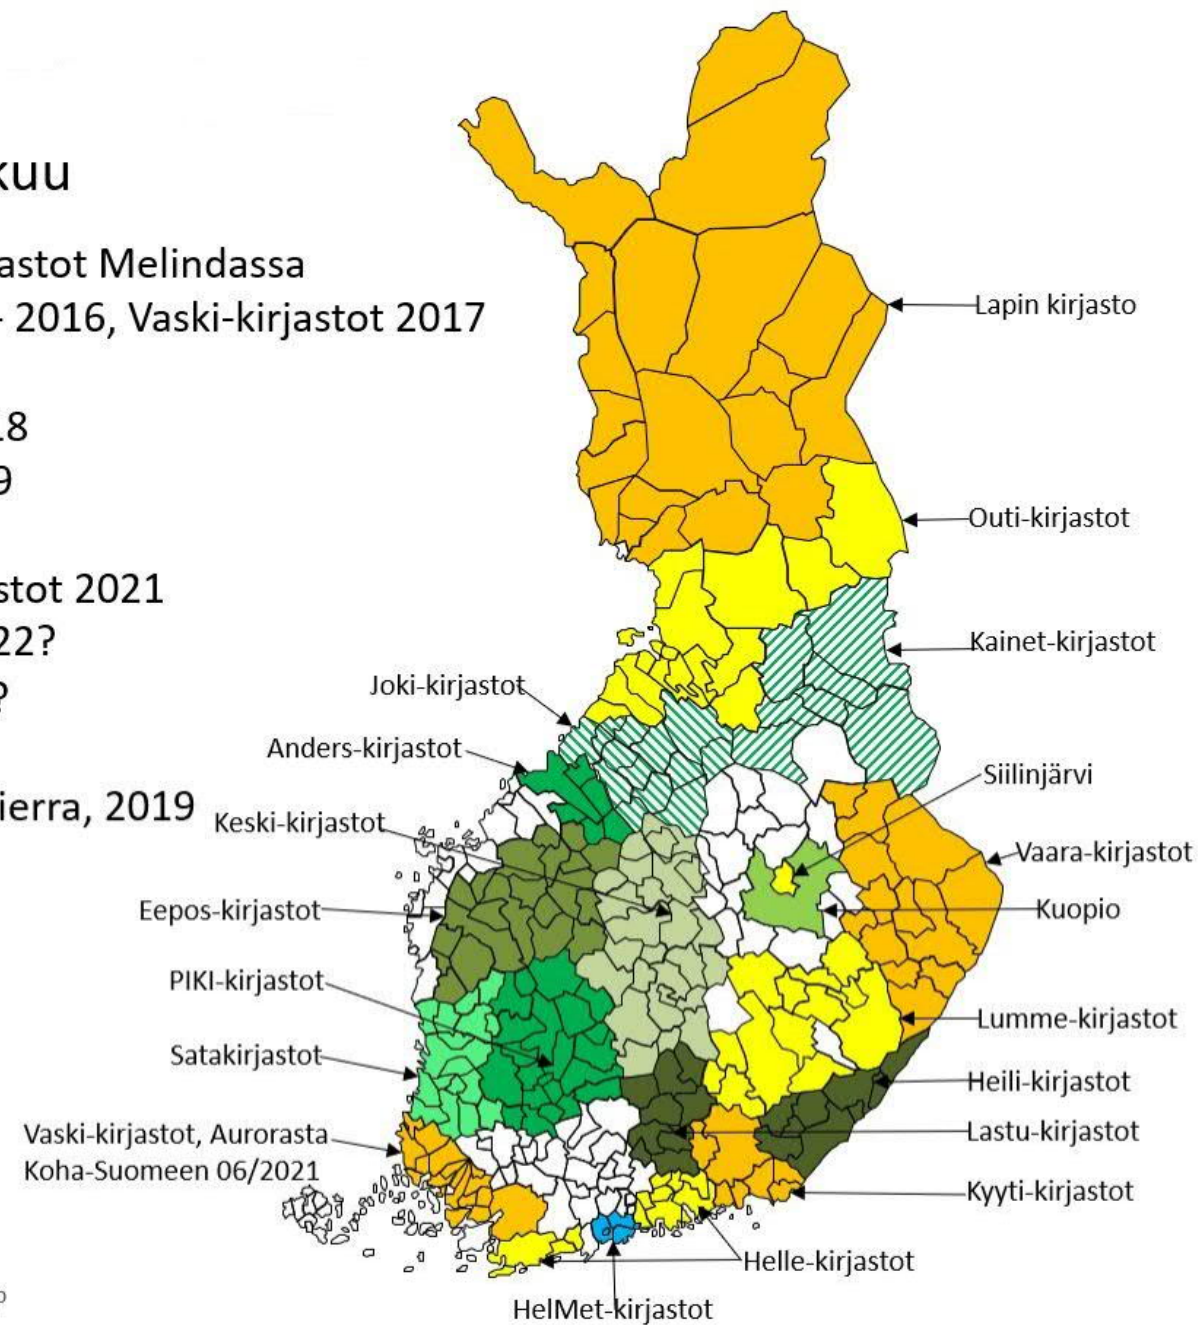 kuu
astot Melindassa
- 2016, Vaski-kirjastot 2017
18
9
stot 2021
22?
?
ierra, 2019
Lapin kirjasto
Outi-kirjastot
Kainet-kirjastot
Joki-kirjastot
Anders-kirjastot
Siilinjärvi
Keski-kirjastot
Vaara-kirjastot
Eepos-kirjastot
Kuopio
PIKI-kirjastot
Lumme-kirjastot
Satakirjastot
Heili-kirjastot
Vaski-kirjastot, Aurorasta
Koha-Suomeen 06/2021
Lastu-kirjastot
Kyyti-kirjastot
Helle-kirjastot
HelMet-kirjastot